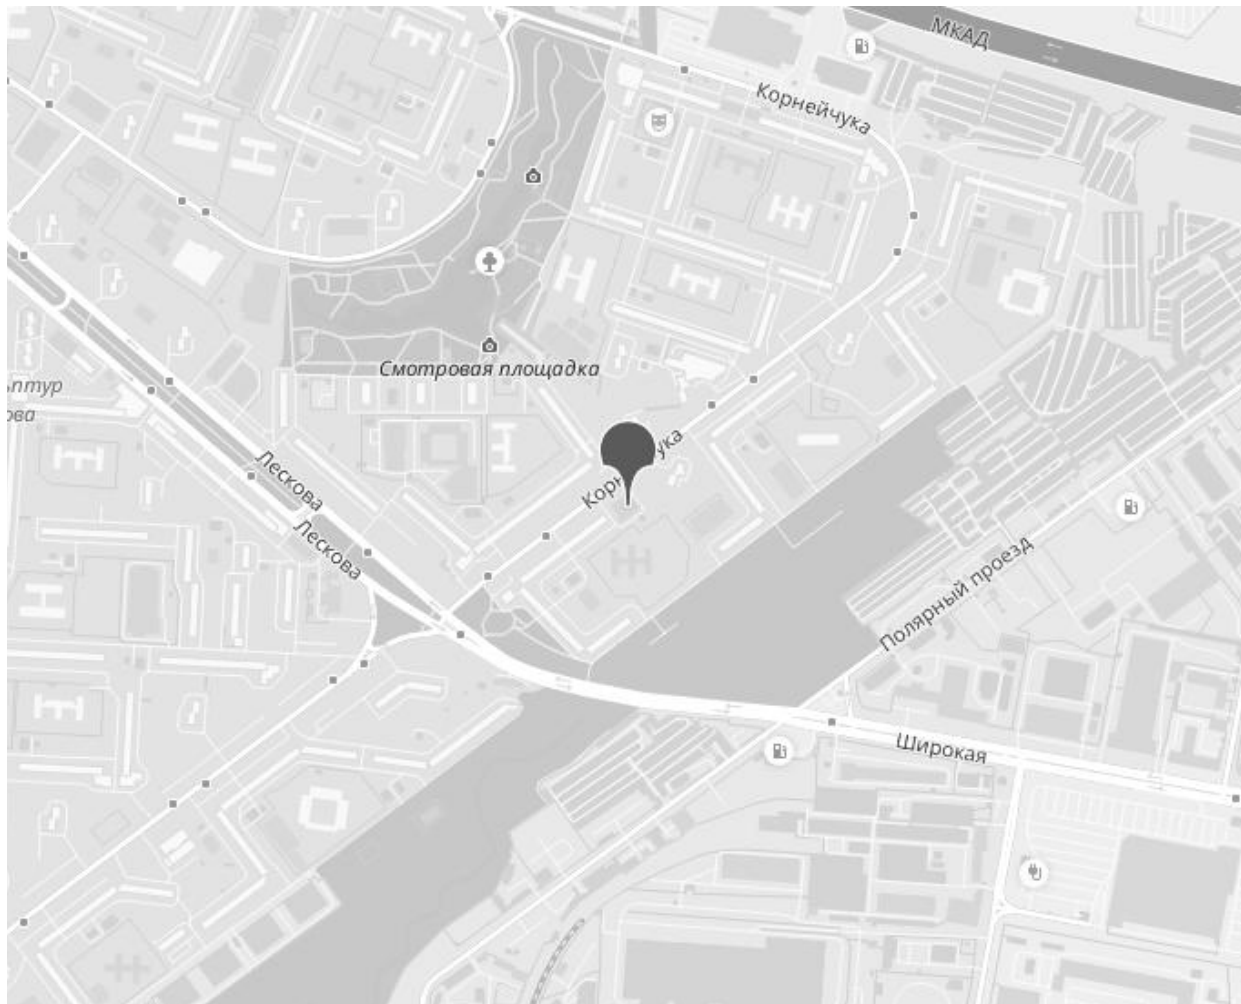 МКАД
Корнейчука
Смотровая площадка
Лескова
Лескова
Полярный проезд
Широкая